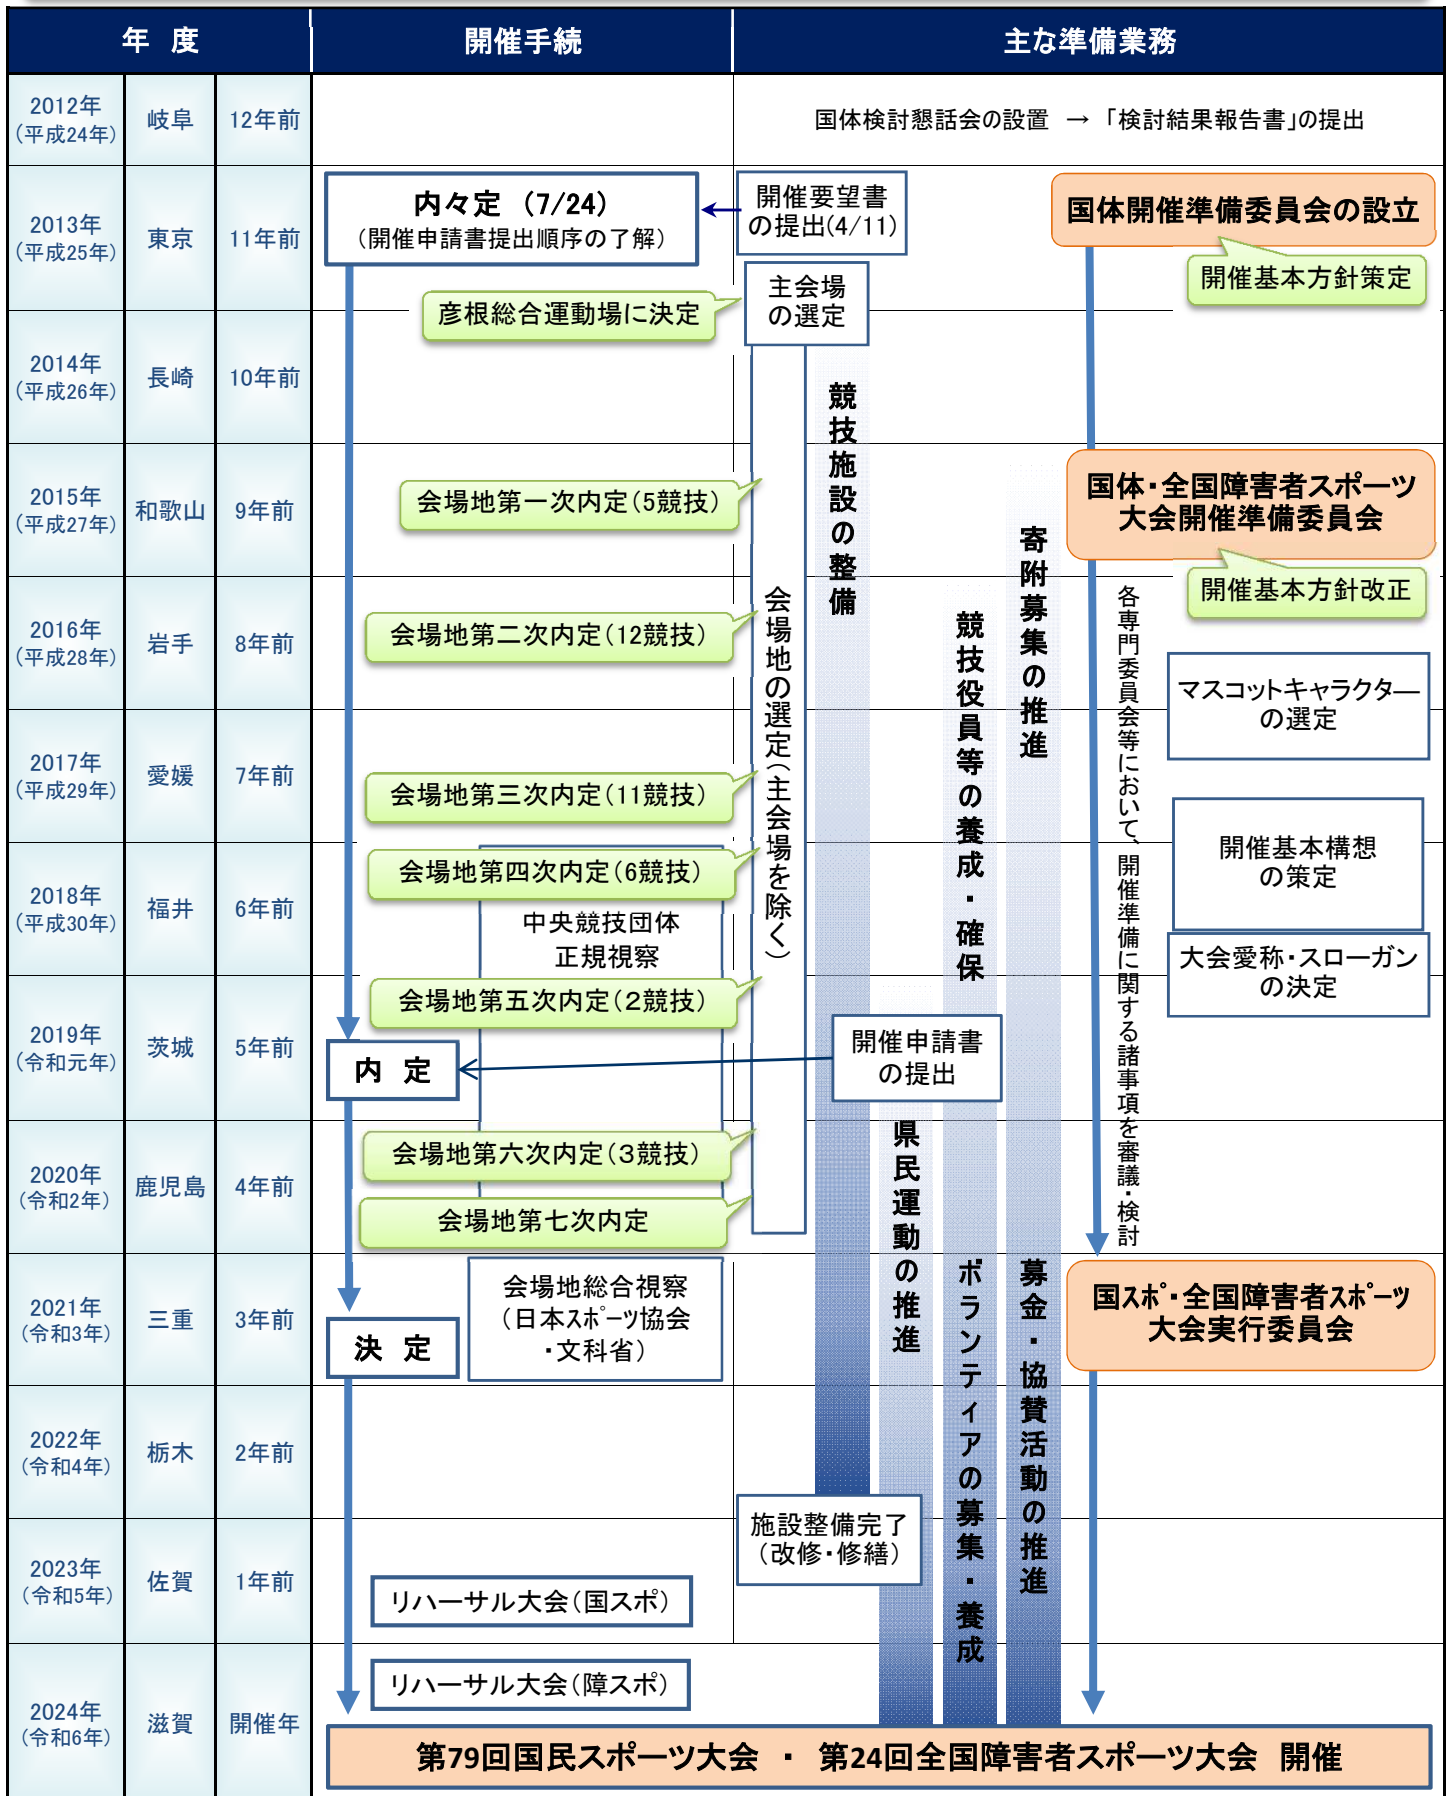 年 度
開催手続
主な準備業務
2012年
(平成24年)
岐阜
12年前
国体検討懇話会の設置 → 「検討結果報告書」の提出
2013年
(平成25年)
東京
11年前
内々定 (7/24)
(開催申請書提出順序の了解)
開催要望書
の提出(4/11)
国体開催準備委員会の設立
開催基本方針策定
主会場
の選定
彦根総合運動場に決定
2014年
(平成26年)
長崎
10年前
2015年
(平成27年)
和歌山
9年前
会場地第一次内定(5競技)
国体・全国障害者スポーツ
大会開催準備委員会
開催基本方針改正
2016年
(平成28年)
岩手
8年前
会場地第二次内定(12競技)
マスコットキャラクター
の選定
2017年
(平成29年)
愛媛
7年前
会場地第三次内定(11競技)
開催基本構想
の策定
2018年
(平成30年)
福井
6年前
会場地第四次内定(6競技)
中央競技団体
正規視察
大会愛称・スローガン
の決定
2019年
(令和元年)
茨城
5年前
会場地第五次内定(2競技)
内 定
開催申請書
の提出
2020年
(令和2年)
鹿児島
4年前
会場地第六次内定(3競技)
会場地第七次内定
会場地の選定(主会場を除く)
競技施設の整備
県民運動の推進
競技役員等の養成・確保
ボランティアの募集・養成
寄附募集の推進
募金・協賛活動の推進
各専門委員会等において、開催準備に関する諸事項を審議・検討
2021年
(令和3年)
三重
3年前
決 定
会場地総合視察
(日本スポーツ協会
・文科省)
国スポ・全国障害者スポーツ
大会実行委員会
2022年
(令和4年)
栃木
2年前
2023年
(令和5年)
佐賀
1年前
施設整備完了
(改修・修繕)
リハーサル大会(国スポ)
2024年
(令和6年)
滋賀
開催年
リハーサル大会(障スポ)
第79回国民スポーツ大会 ・ 第24回全国障害者スポーツ大会 開催